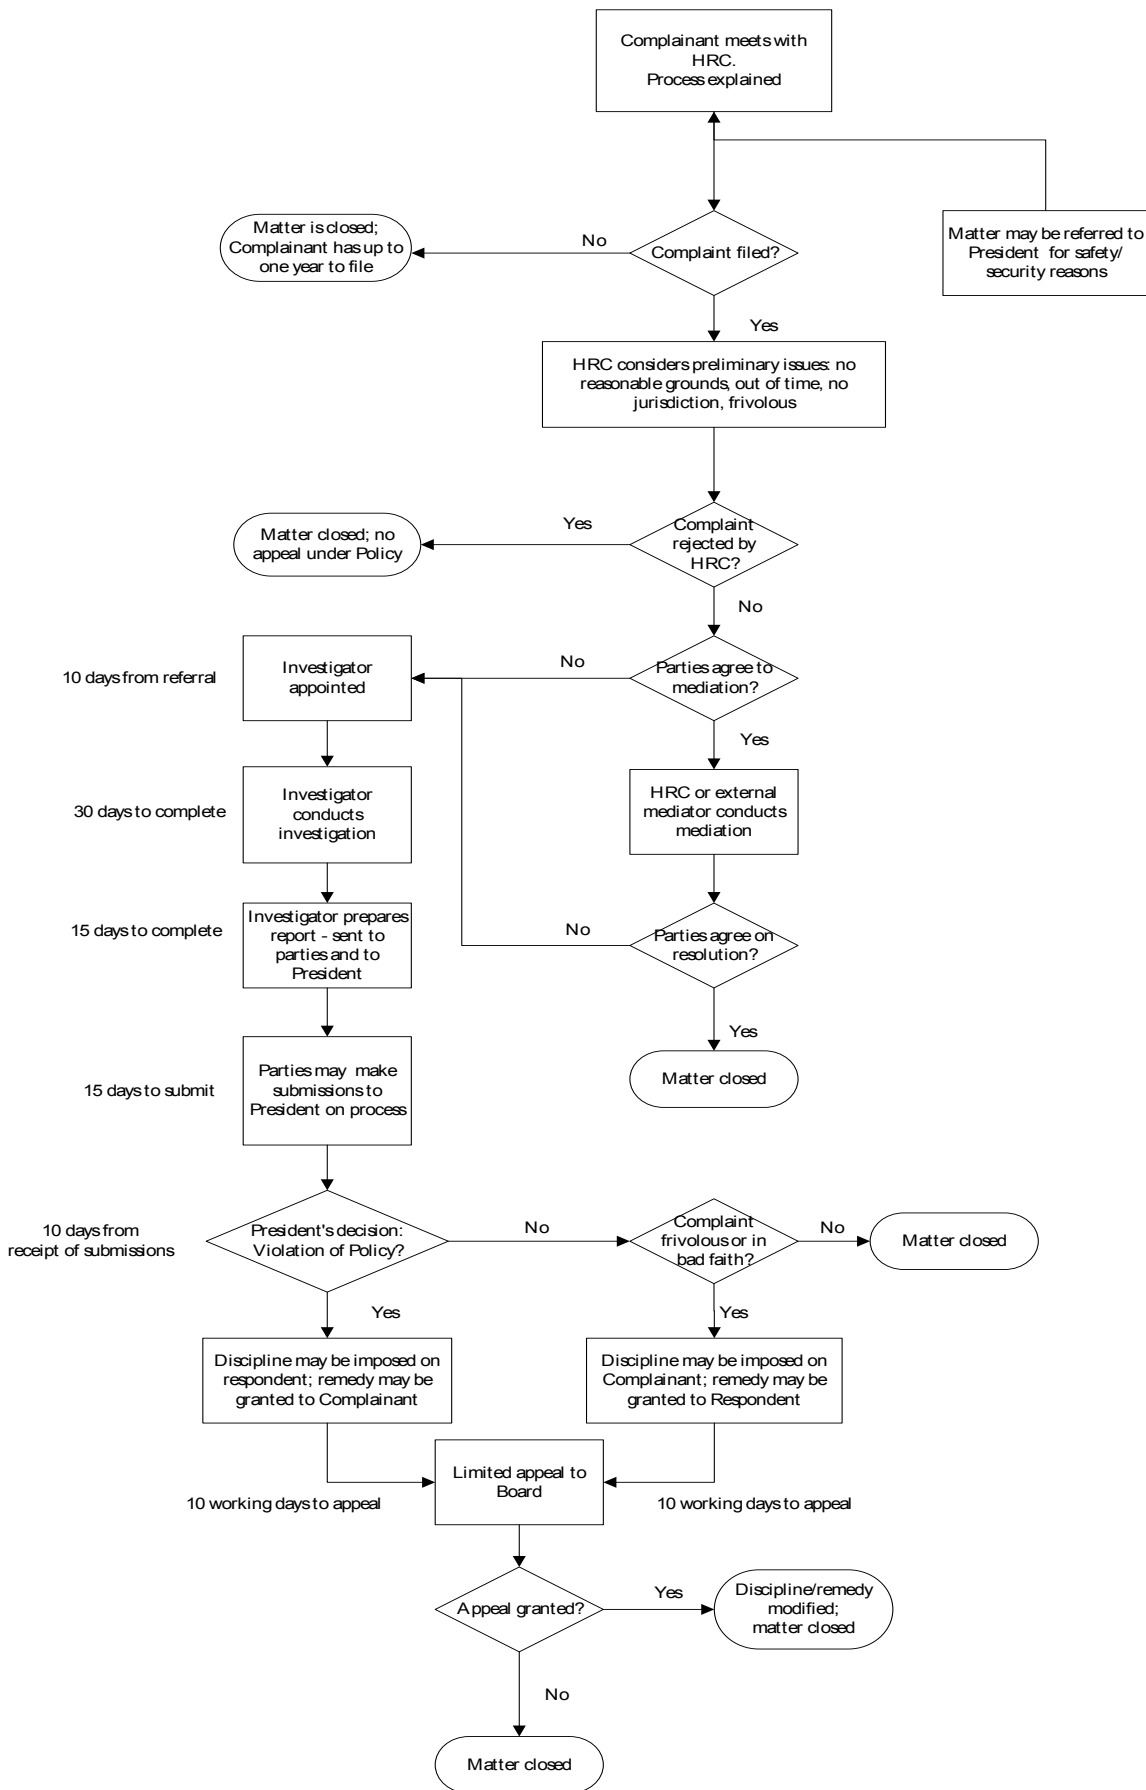 Complainant meets with
HRC.
Process explained
Matter is closed;
Complainant has up to
one year to file
No
Complaint filed?
Matter may be referred to
President for safety/
security reasons
Yes
HRC considers preliminary issues: no
reasonable grounds, out of time, no
jurisdiction, frivolous
Matter closed; no
appeal under Policy
Yes
Complaint
rejected by
HRC?
No
10 days from referral
Investigator
appointed
No
Parties agree to
mediation?
Yes
30 days to complete
Investigator
conducts
investigation
HRC or external
mediator conducts
mediation
15 days to complete
Investigator prepares
report - sent to
parties and to
President
No
Parties agree on
resolution?
Yes
15 days to submit
Parties may make
submissions to
President on process
Matter closed
10 days from
receipt of submissions
President's decision:
Violation of Policy?
No
Complaint
frivolous or in
bad faith?
No
Matter closed
Yes
Yes
Discipline may be imposed on
respondent; remedy may be
granted to Complainant
Discipline may be imposed on
Complainant; remedy may be
granted to Respondent
Limited appeal to
Board
10 working days to appeal
10 working days to appeal
Appeal granted?
Yes
Discipline/remedy
modified;
matter closed
No
Matter closed